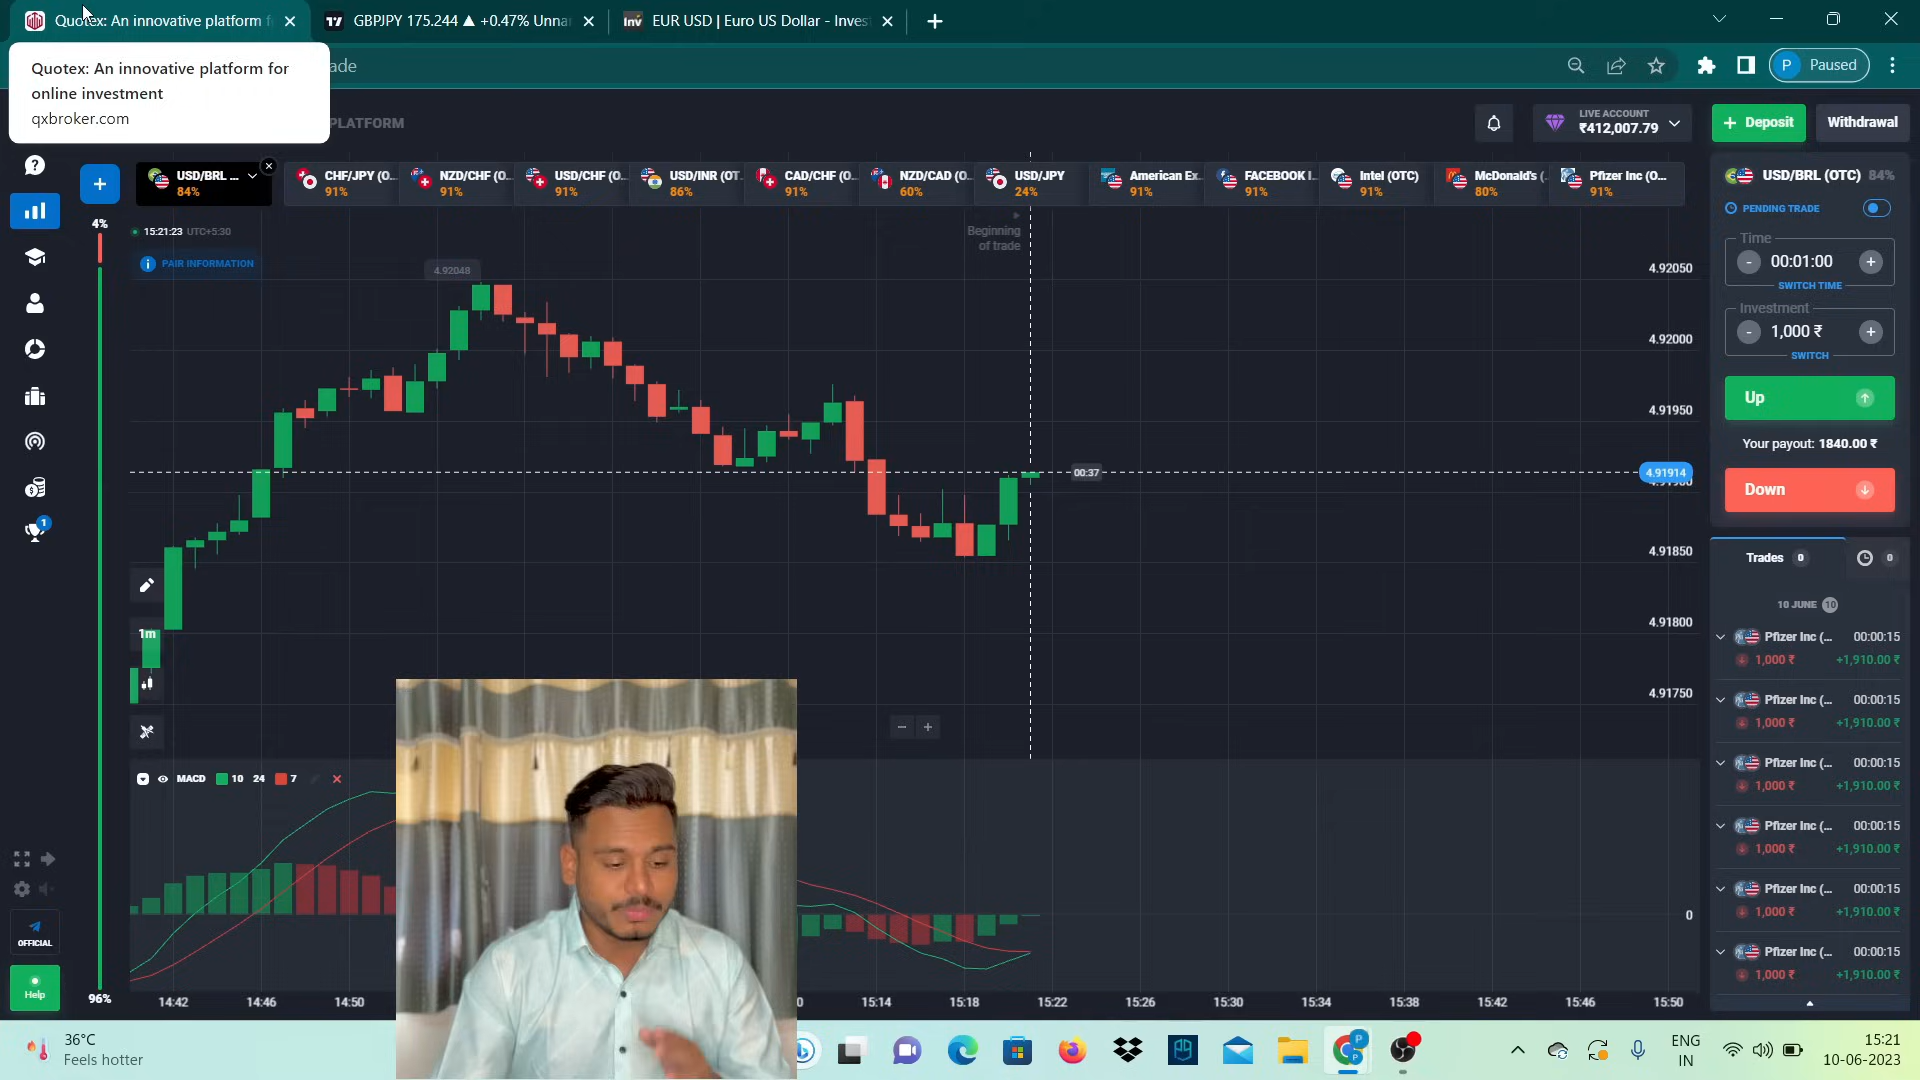 Quotex: An innovative platform f
GBPJPY 175.244 ▲ +0.47% Unna
Inv EUR USD | Euro US Dollar - Inves
Quotex: An innovative platform for
online investment
qxbroker.com
ade
P Paused
PLATFORM
LIVE ACCOUNT
₹412,007.79
+ Deposit
Withdrawal
USD/BRL ...
84%
CHF/JPY (O...
91%
NZD/CHF (O...
91%
USD/CHF (O...
91%
USD/INR (OT...
86%
CAD/CHF (O...
91%
NZD/CAD (O...
60%
USD/JPY
24%
American Ex...
91%
FACEBOOK I...
91%
Intel (OTC)
91%
McDonald's (...
80%
Pfizer Inc (O...
91%
USD/BRL (OTC) 84%
PENDING TRADE
Time
- 00:01:00 +
SWITCH TIME
Investment
- 1,000 ₹ +
SWITCH
Up
Your payout: 1840.00 ₹
Down
4%
15:21:23 UTC+5:30
PAIR INFORMATION
4.92048
Beginning
of trade
4.92050
4.92000
4.91950
4.91914
00:37
4.91850
4.91800
4.91750
1m
MACD 10 24 7
0
96%
OFFICIAL
Help
14:42 14:46 14:50
15:14 15:18 15:22 15:26 15:30 15:34 15:38 15:42 15:46 15:50
Trades 0
0
10 JUNE 10
Pfizer Inc (... 00:00:15
1,000 ₹ +1,910.00 ₹
Pfizer Inc (... 00:00:15
1,000 ₹ +1,910.00 ₹
Pfizer Inc (... 00:00:15
1,000 ₹ +1,910.00 ₹
Pfizer Inc (... 00:00:15
1,000 ₹ +1,910.00 ₹
Pfizer Inc (... 00:00:15
1,000 ₹ +1,910.00 ₹
Pfizer Inc (... 00:00:15
1,000 ₹ +1,910.00 ₹
36°C
Feels hotter
ENG
IN
15:21
10-06-2023